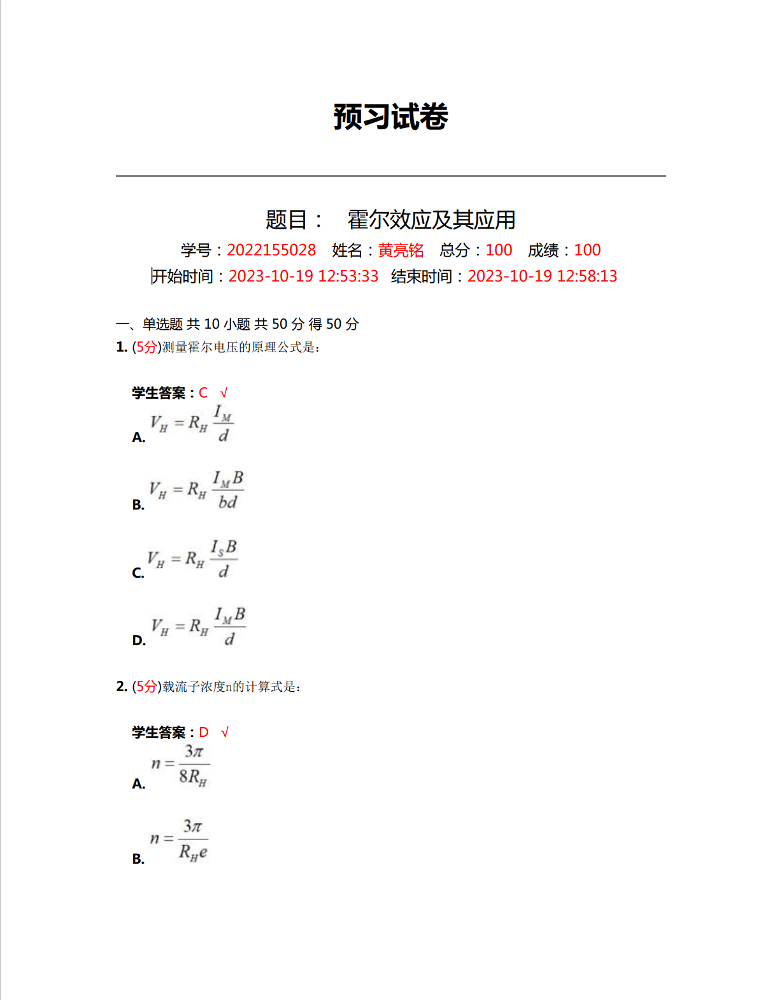 预习试卷
题目： 霍尔效应及其应用
学号：2022155028 姓名：黄亮铭 总分：100 成绩：100
开始时间：2023-10-19 12:53:33 结束时间：2023-10-19 12:58:13
一、单选题 共 10 小题 共 50 分 得 50 分
1. (5分)测量霍尔电压的原理公式是：
学生答案：C √
A. V_H = R_H \frac{I_M}{d}
B. V_H = R_H \frac{I_M B}{bd}
C. V_H = R_H \frac{I_S B}{d}
D. V_H = R_H \frac{I_M B}{d}
2. (5分)载流子浓度n的计算式是：
学生答案：D √
A. n = \frac{3π}{8R_H}
B. n = \frac{3π}{R_H e}